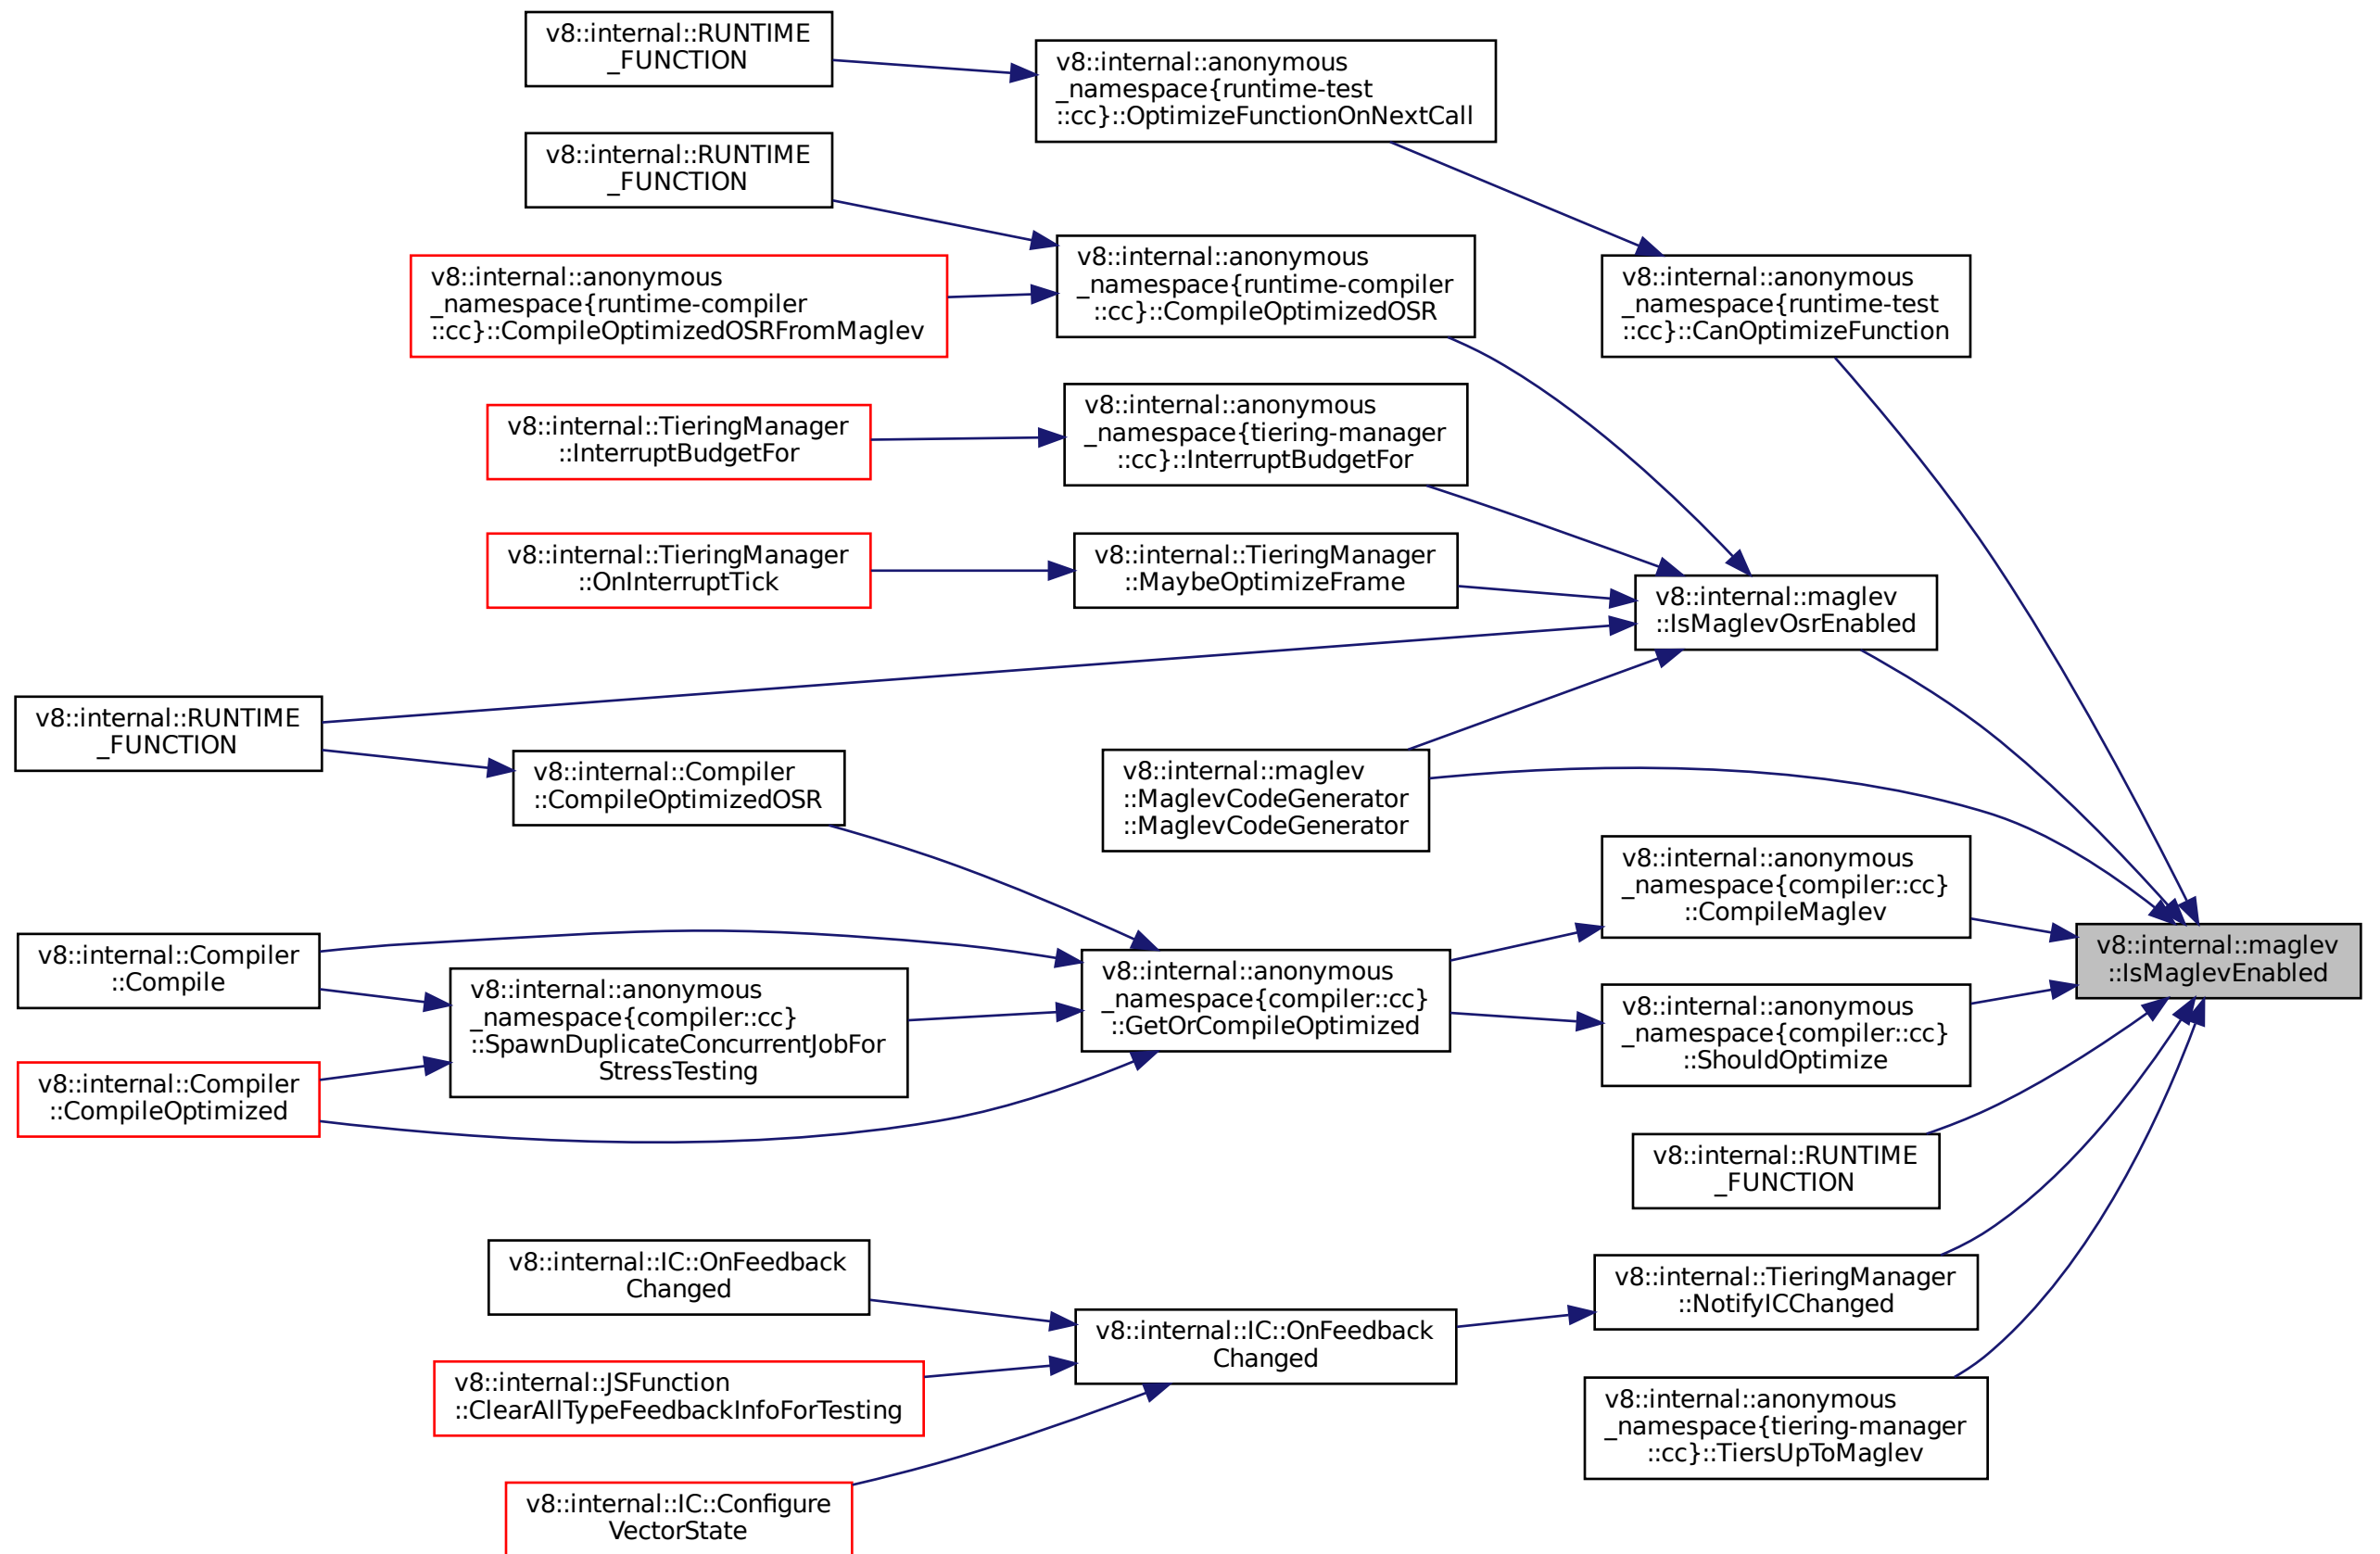 v8::internal::RUNTIME
_FUNCTION
v8::internal::anonymous
_namespace{runtime-test
::cc}::OptimizeFunctionOnNextCall
v8::internal::RUNTIME
_FUNCTION
v8::internal::anonymous
_namespace{runtime-compiler
::cc}::CompileOptimizedOSR
v8::internal::anonymous
_namespace{runtime-compiler
::cc}::CompileOptimizedOSRFromMaglev
v8::internal::anonymous
_namespace{runtime-test
::cc}::CanOptimizeFunction
v8::internal::anonymous
_namespace{tiering-manager
::cc}::InterruptBudgetFor
v8::internal::TieringManager
::InterruptBudgetFor
v8::internal::TieringManager
::OnInterruptTick
v8::internal::TieringManager
::MaybeOptimizeFrame
v8::internal::maglev
::IsMaglevOsrEnabled
v8::internal::RUNTIME
_FUNCTION
v8::internal::Compiler
::CompileOptimizedOSR
v8::internal::maglev
::MaglevCodeGenerator
::MaglevCodeGenerator
v8::internal::anonymous
_namespace{compiler::cc}
::CompileMaglev
v8::internal::maglev
::IsMaglevEnabled
v8::internal::Compiler
::Compile
v8::internal::anonymous
_namespace{compiler::cc}
::SpawnDuplicateConcurrentJobFor
StressTesting
v8::internal::anonymous
_namespace{compiler::cc}
::GetOrCompileOptimized
v8::internal::anonymous
_namespace{compiler::cc}
::ShouldOptimize
v8::internal::Compiler
::CompileOptimized
v8::internal::RUNTIME
_FUNCTION
v8::internal::IC::OnFeedback
Changed
v8::internal::TieringManager
::NotifyICChanged
v8::internal::IC::OnFeedback
Changed
v8::internal::JSFunction
::ClearAllTypeFeedbackInfoForTesting
v8::internal::anonymous
_namespace{tiering-manager
::cc}::TiersUpToMaglev
v8::internal::IC::Configure
VectorState